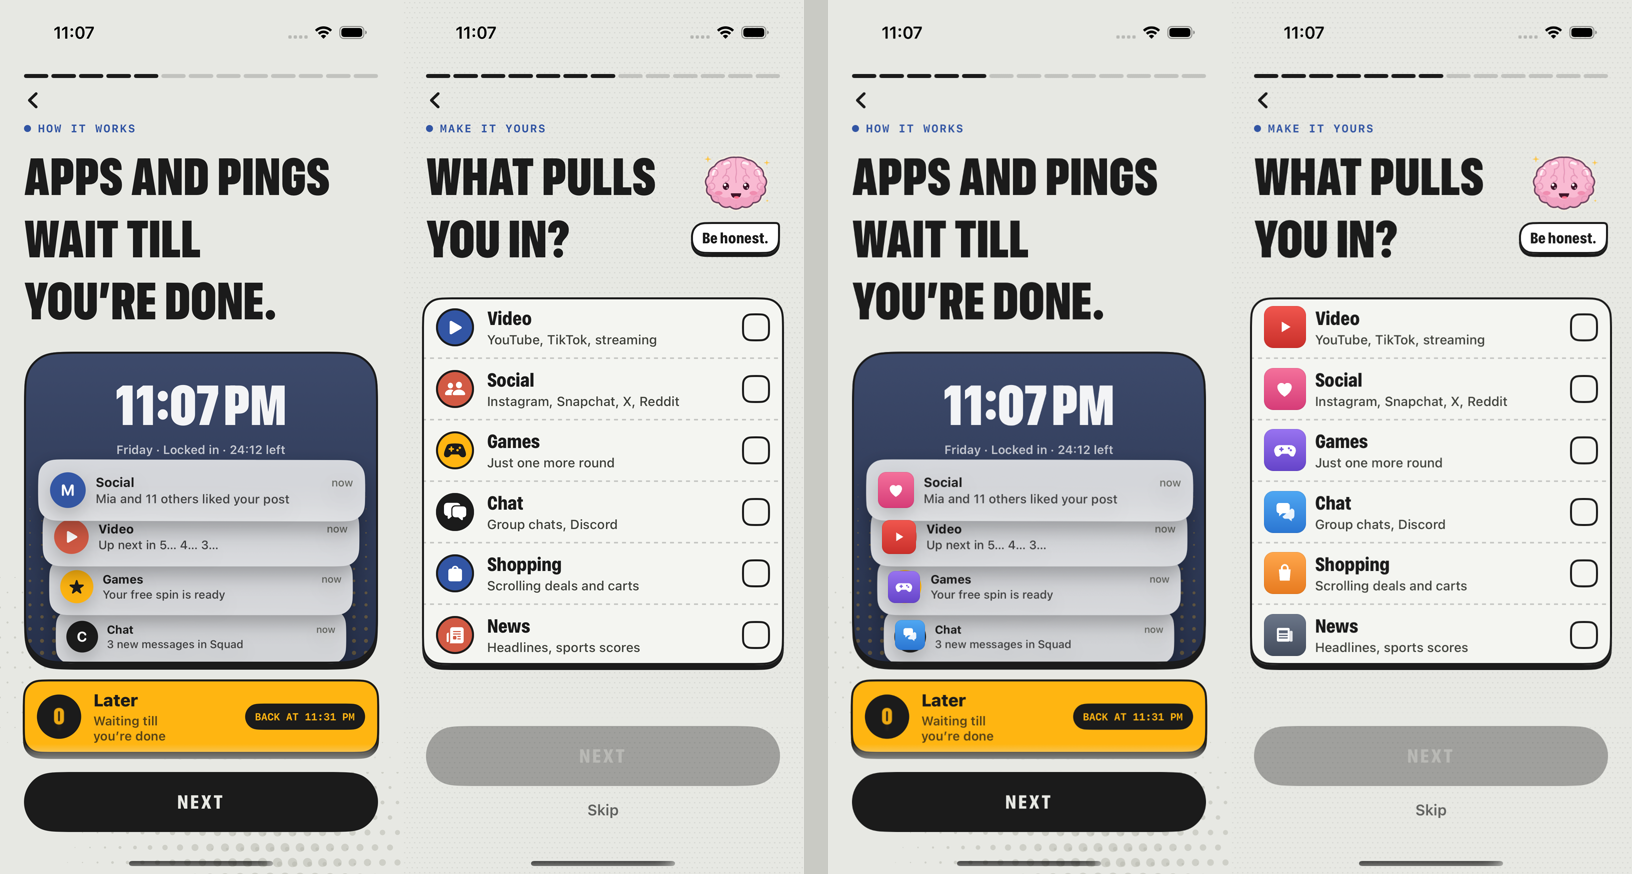 11:07
HOW IT WORKS
APPS AND PINGS
WAIT TILL
YOU'RE DONE.
11:07 PM
Friday · Locked in · 24:12 left
M
Social
now
Mia and 11 others liked your post
Video
now
Up next in 5... 4... 3...
Games
now
Your free spin is ready
C
Chat
now
3 new messages in Squad
0
Later
Waiting till
you're done
BACK AT 11:31 PM
NEXT
11:07
MAKE IT YOURS
WHAT PULLS
YOU IN?
Be honest.
Video
YouTube, TikTok, streaming
Social
Instagram, Snapchat, X, Reddit
Games
Just one more round
Chat
Group chats, Discord
Shopping
Scrolling deals and carts
News
Headlines, sports scores
NEXT
Skip
11:07
HOW IT WORKS
APPS AND PINGS
WAIT TILL
YOU'RE DONE.
11:07 PM
Friday · Locked in · 24:12 left
Social
now
Mia and 11 others liked your post
Video
now
Up next in 5... 4... 3...
Games
now
Your free spin is ready
Chat
now
3 new messages in Squad
0
Later
Waiting till
you're done
BACK AT 11:31 PM
NEXT
11:07
MAKE IT YOURS
WHAT PULLS
YOU IN?
Be honest.
Video
YouTube, TikTok, streaming
Social
Instagram, Snapchat, X, Reddit
Games
Just one more round
Chat
Group chats, Discord
Shopping
Scrolling deals and carts
News
Headlines, sports scores
NEXT
Skip